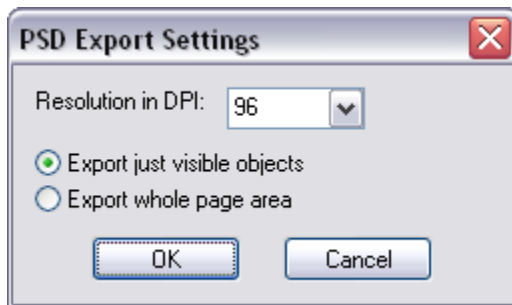 PSD Export Settings
Resolution in DPI: 96
Export just visible objects
Export whole page area
OK Cancel